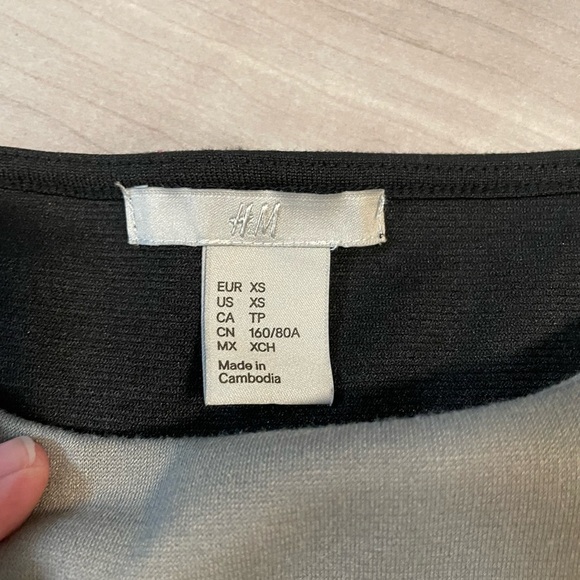 H&M
EUR XS
US XS
CA TP
CN 160/80A
MX XCH
Made in
Cambodia